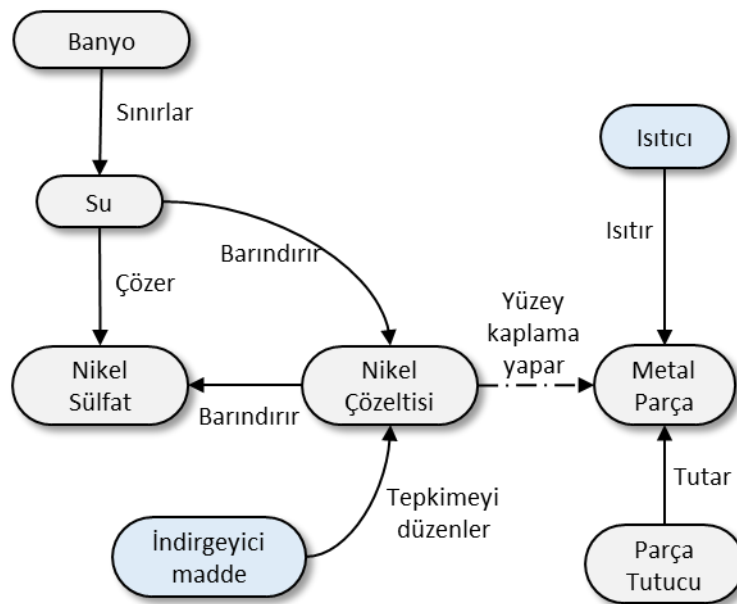 Banyo
Sınırlar
Isıtıcı
Su
Barındırır
Isıtır
Çözer
Yüzey
kaplama
yapar
Nikel
Sülfat
Nikel
Çözeltisi
Metal
Parça
Barındırır
Tutar
Tepkimeyi
düzenler
İndirgeyici
madde
Parça
Tutucu